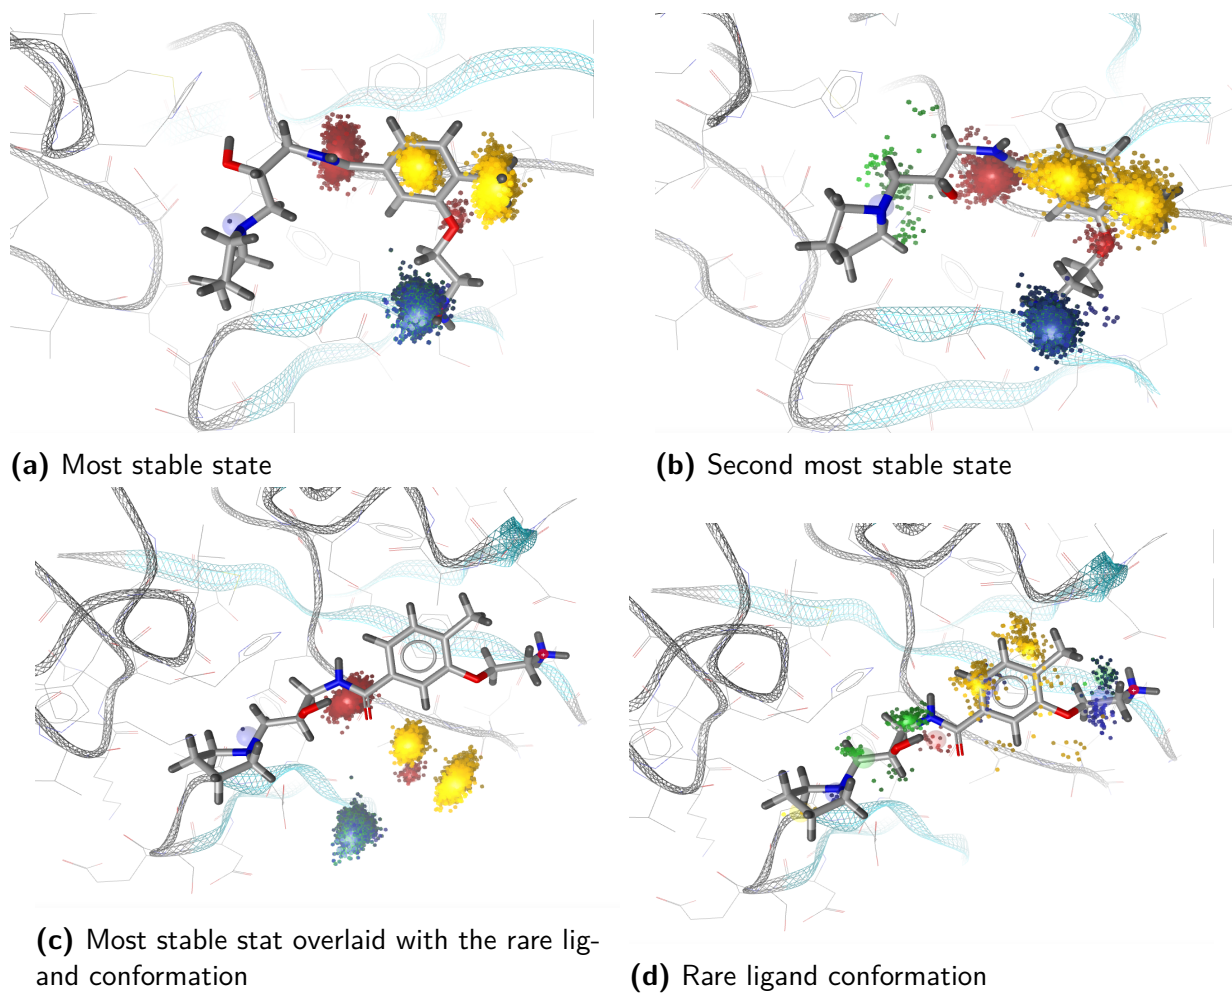 (a) Most stable state
(b) Second most stable state
(c) Most stable stat overlaid with the rare lig-
and conformation
(d) Rare ligand conformation